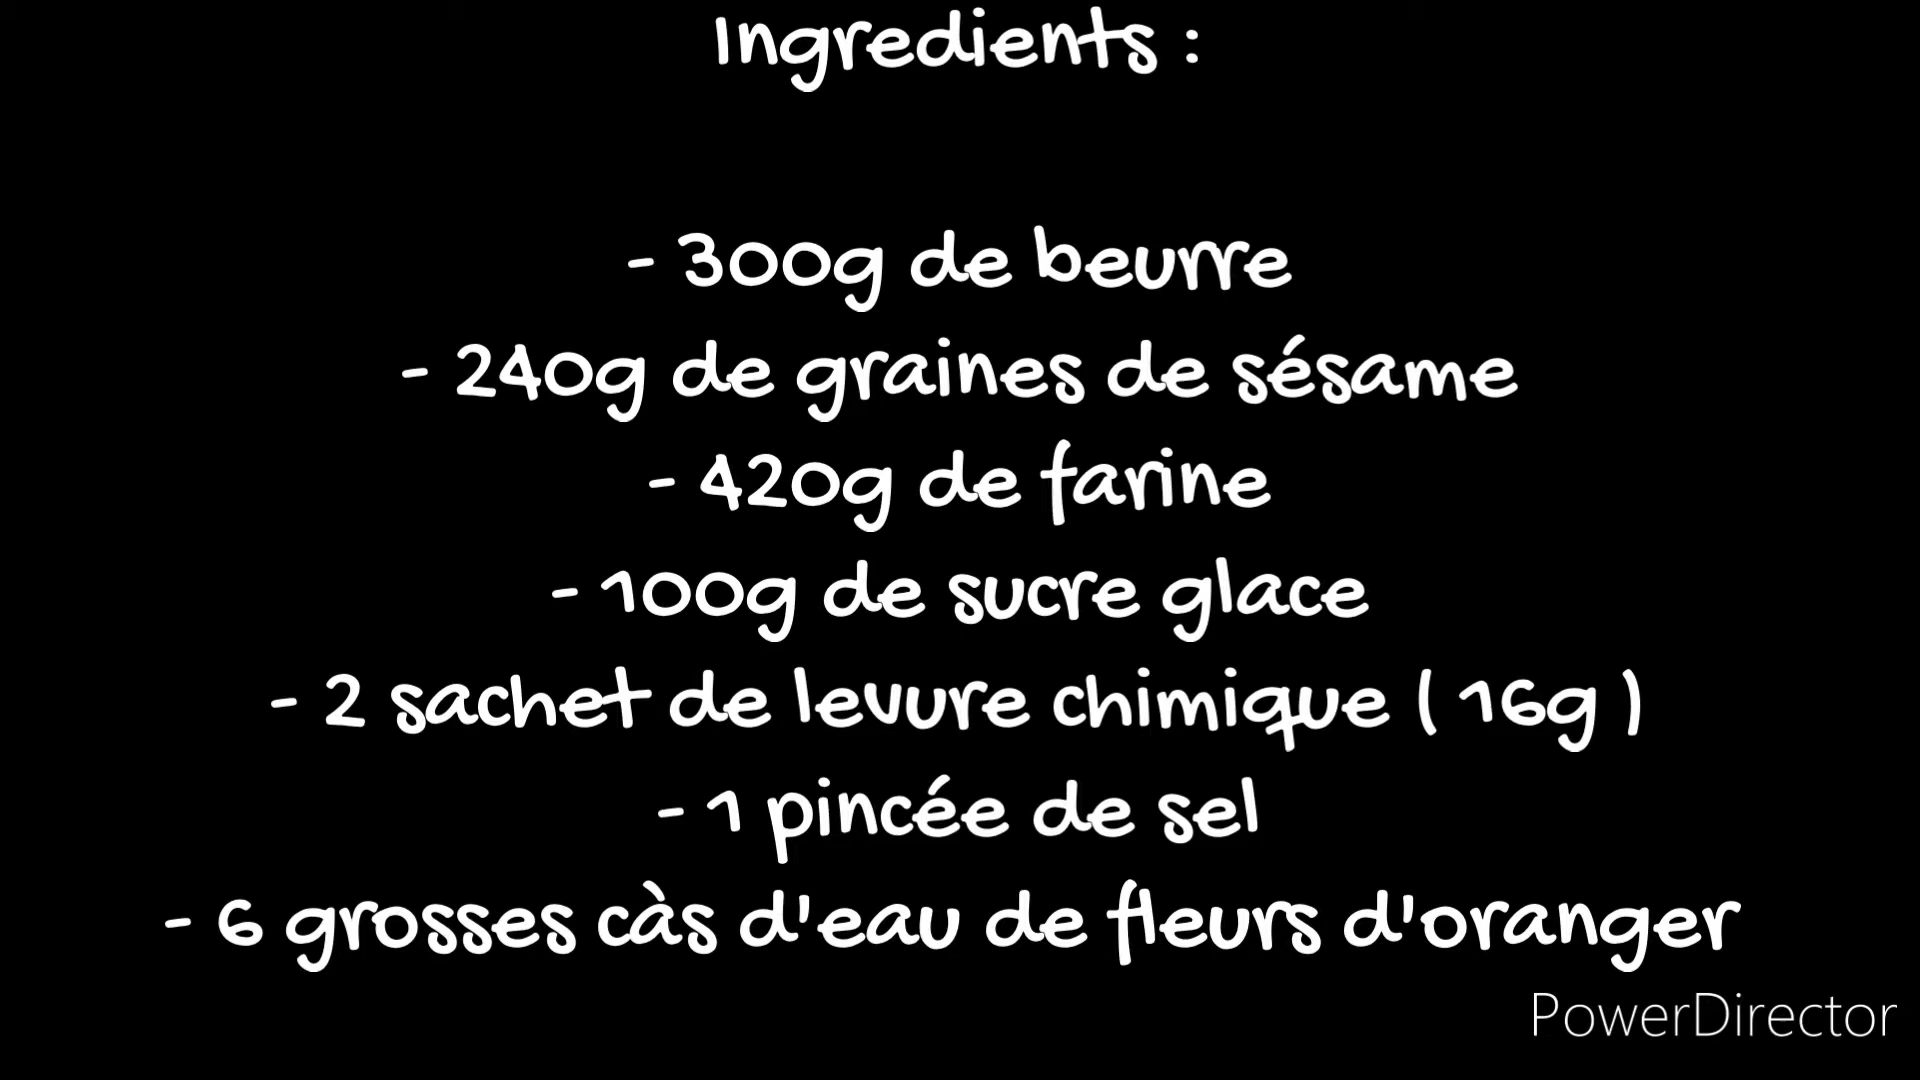 Ingredients :
- 300g de beurre
- 240g de graines de sésame
- 420g de farine
- 100g de sucre glace
- 2 sachet de levure chimique ( 16g )
- 1 pincée de sel
- 6 grosses càs d'eau de fleurs d'oranger
PowerDirector